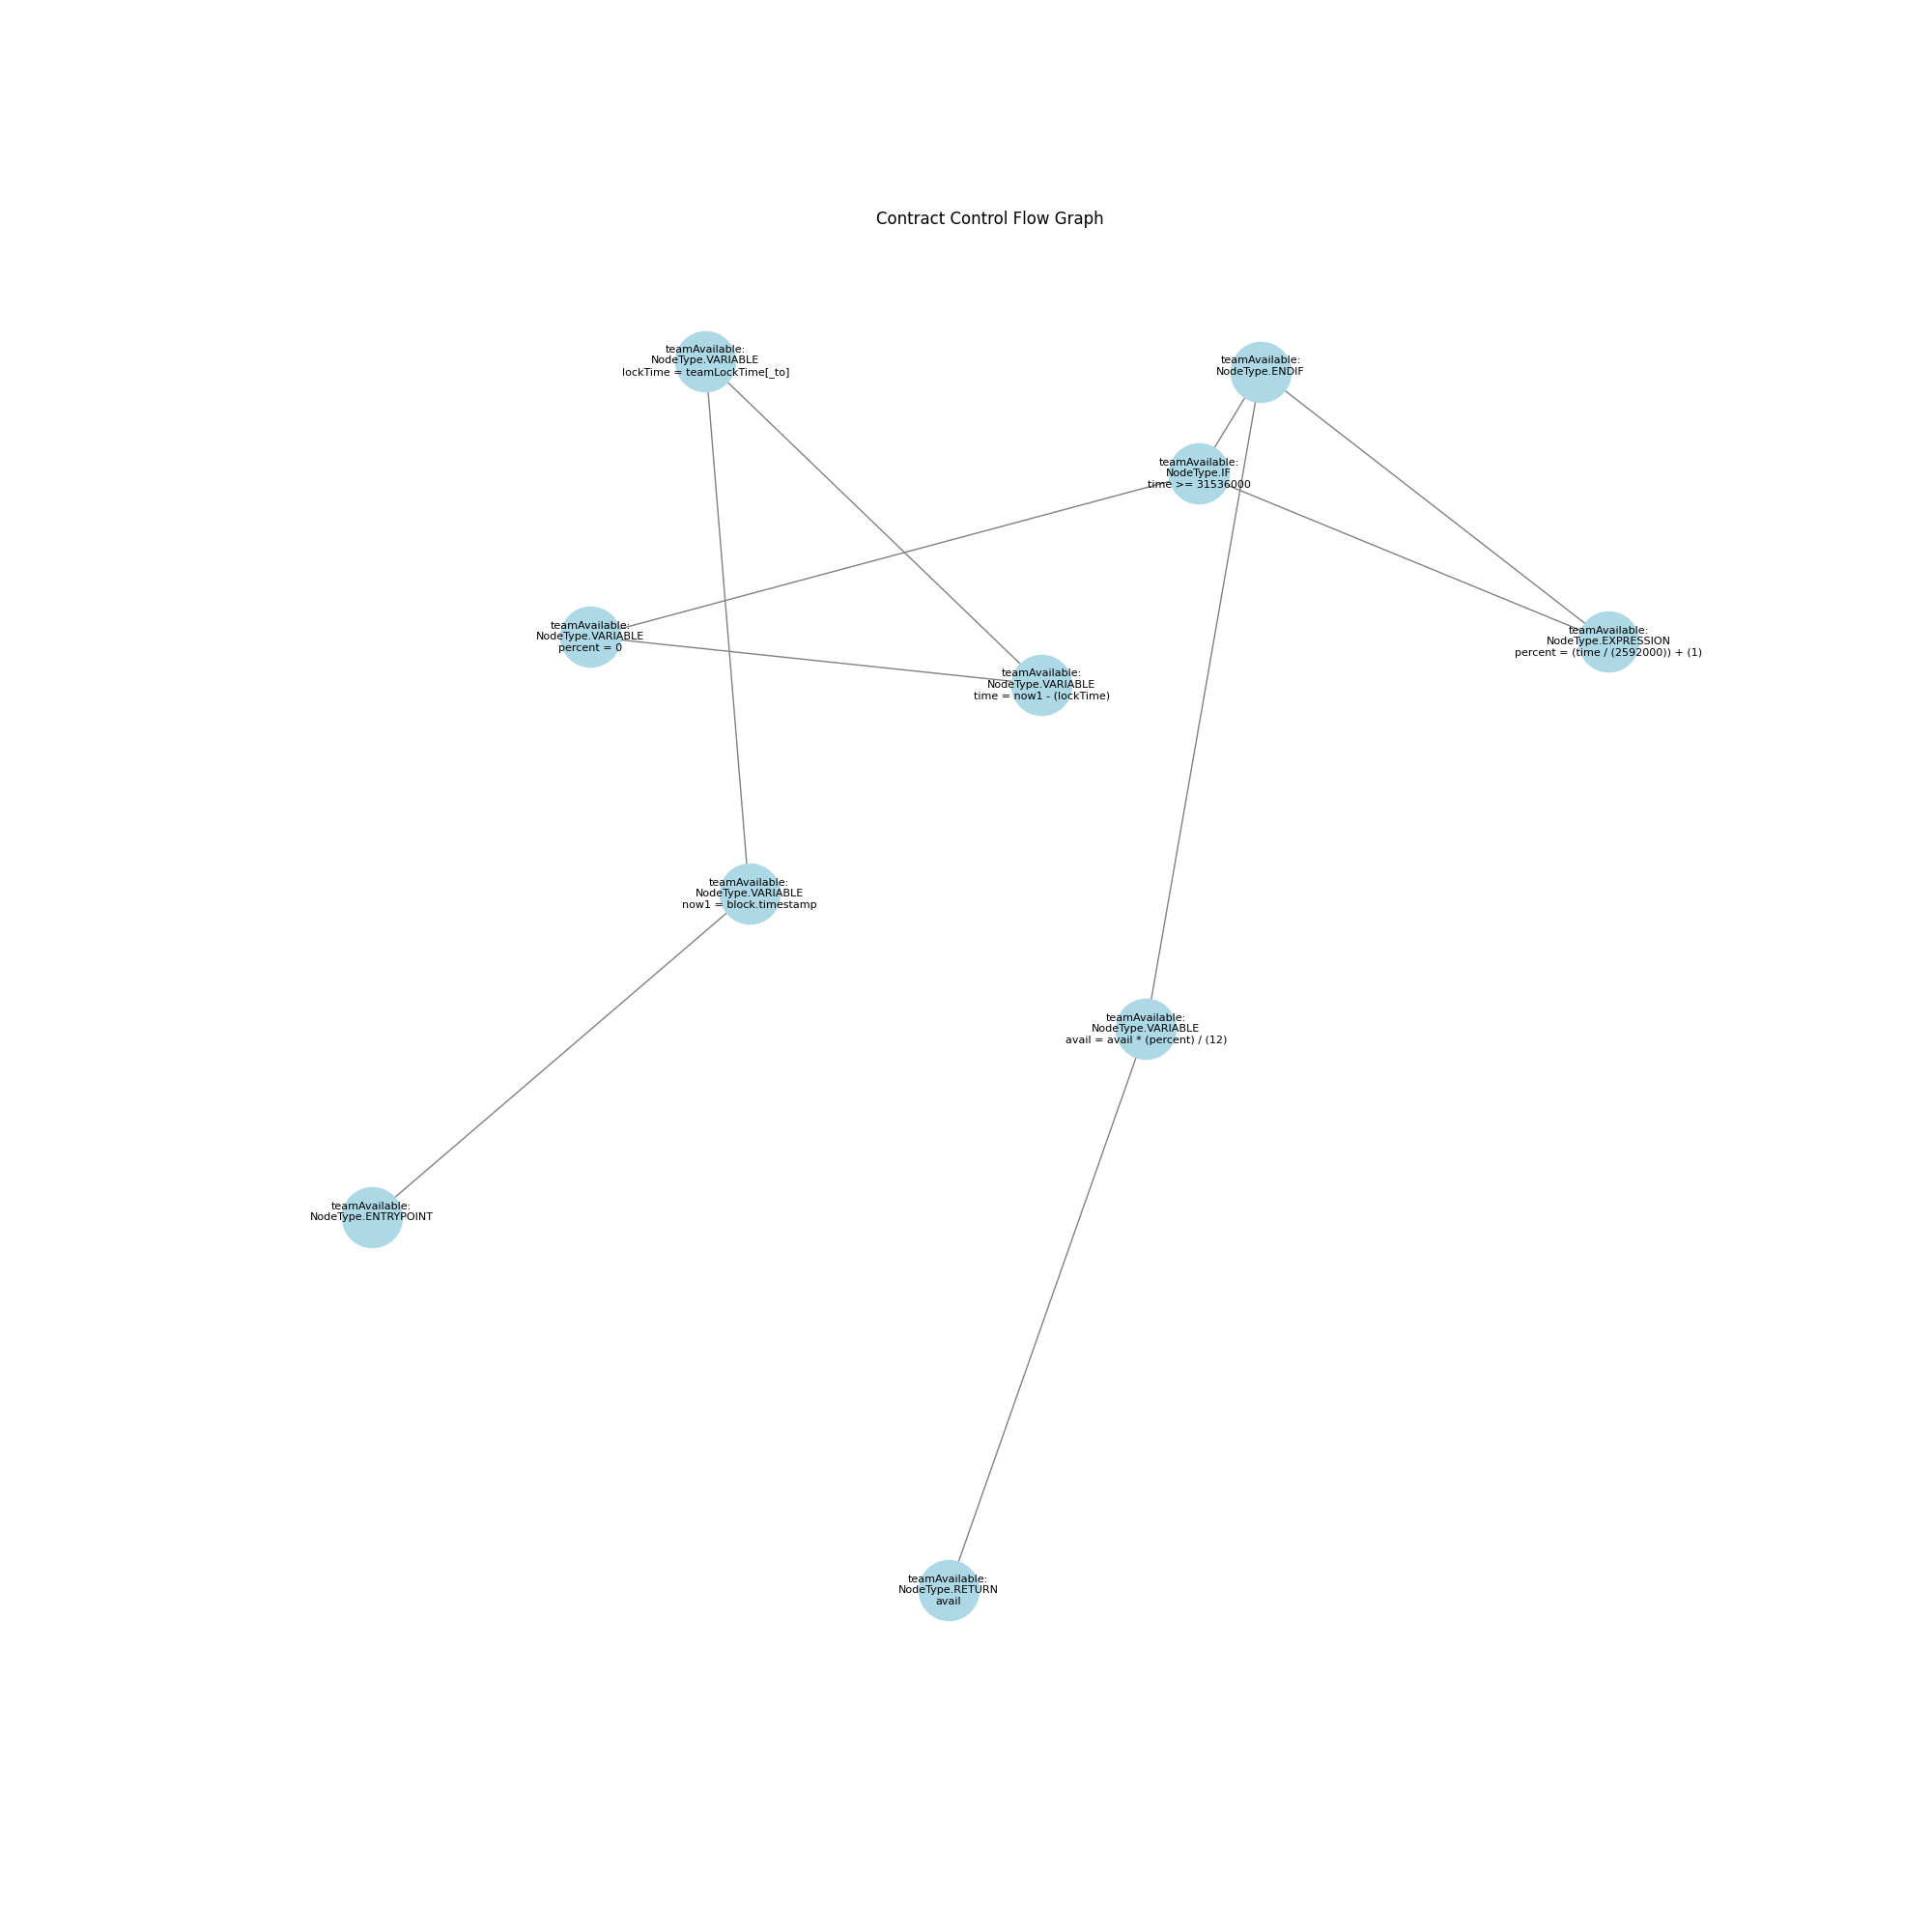 Contract Control Flow Graph
teamAvailable:
NodeType.VARIABLE
lockTime = teamLockTime[_to]
teamAvailable:
NodeType.ENDIF
teamAvailable:
NodeType.IF
time >= 31536000
teamAvailable:
NodeType.VARIABLE
percent = 0
teamAvailable:
NodeType.EXPRESSION
percent = (time / (2592000)) + (1)
teamAvailable:
NodeType.VARIABLE
time = now1 - (lockTime)
teamAvailable:
NodeType.VARIABLE
now1 = block.timestamp
teamAvailable:
NodeType.VARIABLE
avail = avail * (percent) / (12)
teamAvailable:
NodeType.ENTRYPOINT
teamAvailable:
NodeType.RETURN
avail